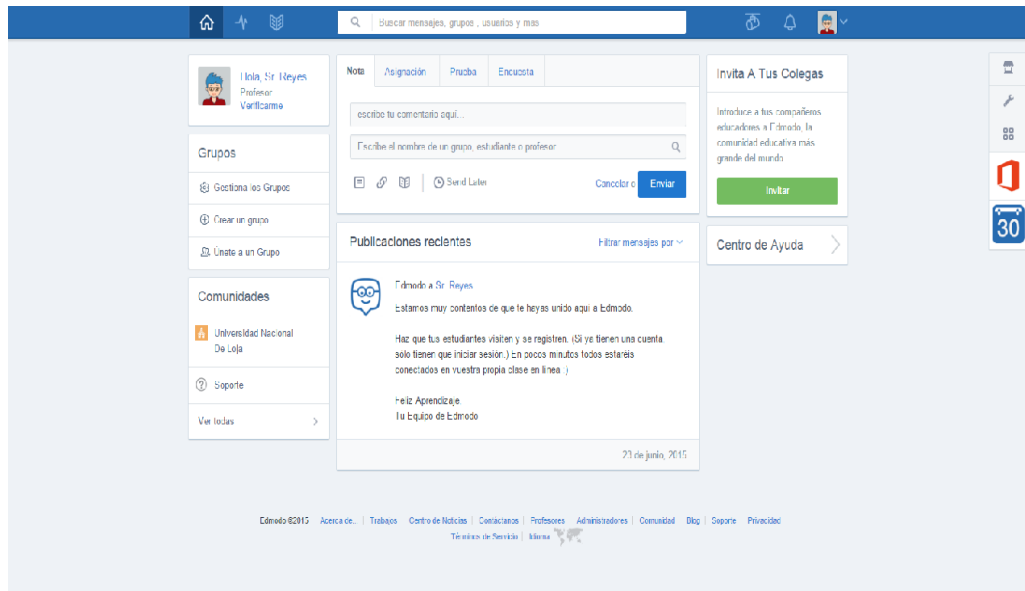 Buscar mensajes, grupos , usuarios y mas
Hola, Sr. Reyes
Profesor
Verificarme
Grupos
Gestiona los Grupos
Crear un grupo
Únete a un Grupo
Comunidades
Universidad Nacional
De Loja
Soporte
Ver todas
Nota Asignación Prueba Encuesta
escribe tu comentario aquí...
Escribe el nombre de un grupo, estudiante o profesor
Send Later
Cancelar o Enviar
Publicaciones recientes
Filtrar mensajes por
Edmodo a Sr. Reyes
Estamos muy contentos de que te hayas unido aquí a Edmodo.
Haz que tus estudiantes visiten y se registren. (Si ya tienen una cuenta
solo tienen que iniciar sesión.) En pocos minutos todos estaréis
conectados en vuestra propia clase en línea :)
Feliz Aprendizaje,
Tu Equipo de Edmodo
23 de junio, 2015
Invita A Tus Colegas
Introduce a tus compañeros
educadores a Edmodo, la
comunidad educativa más
grande del mundo
Invitar
Centro de Ayuda
30
Edmodo ©2015 Acerca de... | Trabajos Centro de Noticias | Contáctanos | Profesores Administradores | Comunidad Blog | Soporte Privacidad
Términos de Servicio | Idioma